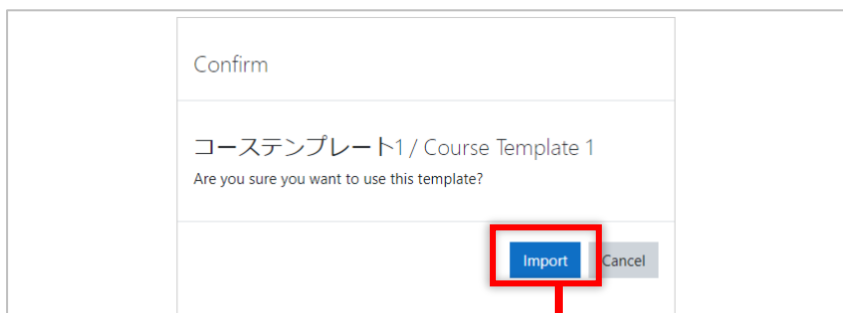 Confirm
コーステンプレート1 / Course Template 1
Are you sure you want to use this template?
Import Cancel